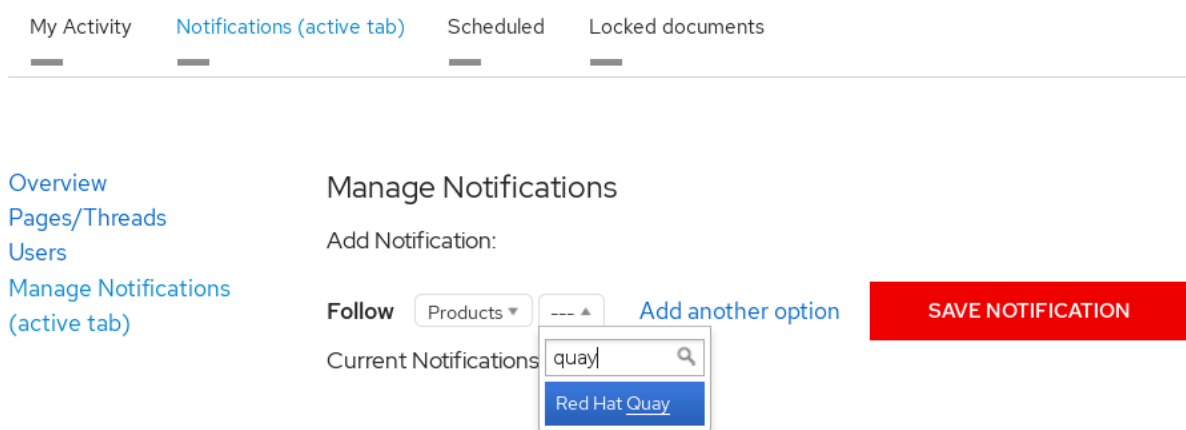 My Activity Notifications (active tab) Scheduled Locked documents
Overview
Pages/Threads
Users
Manage Notifications
(active tab)
Manage Notifications
Add Notification:
Follow Products --- Add another option SAVE NOTIFICATION
Current Notifications
quay
Red Hat Quay